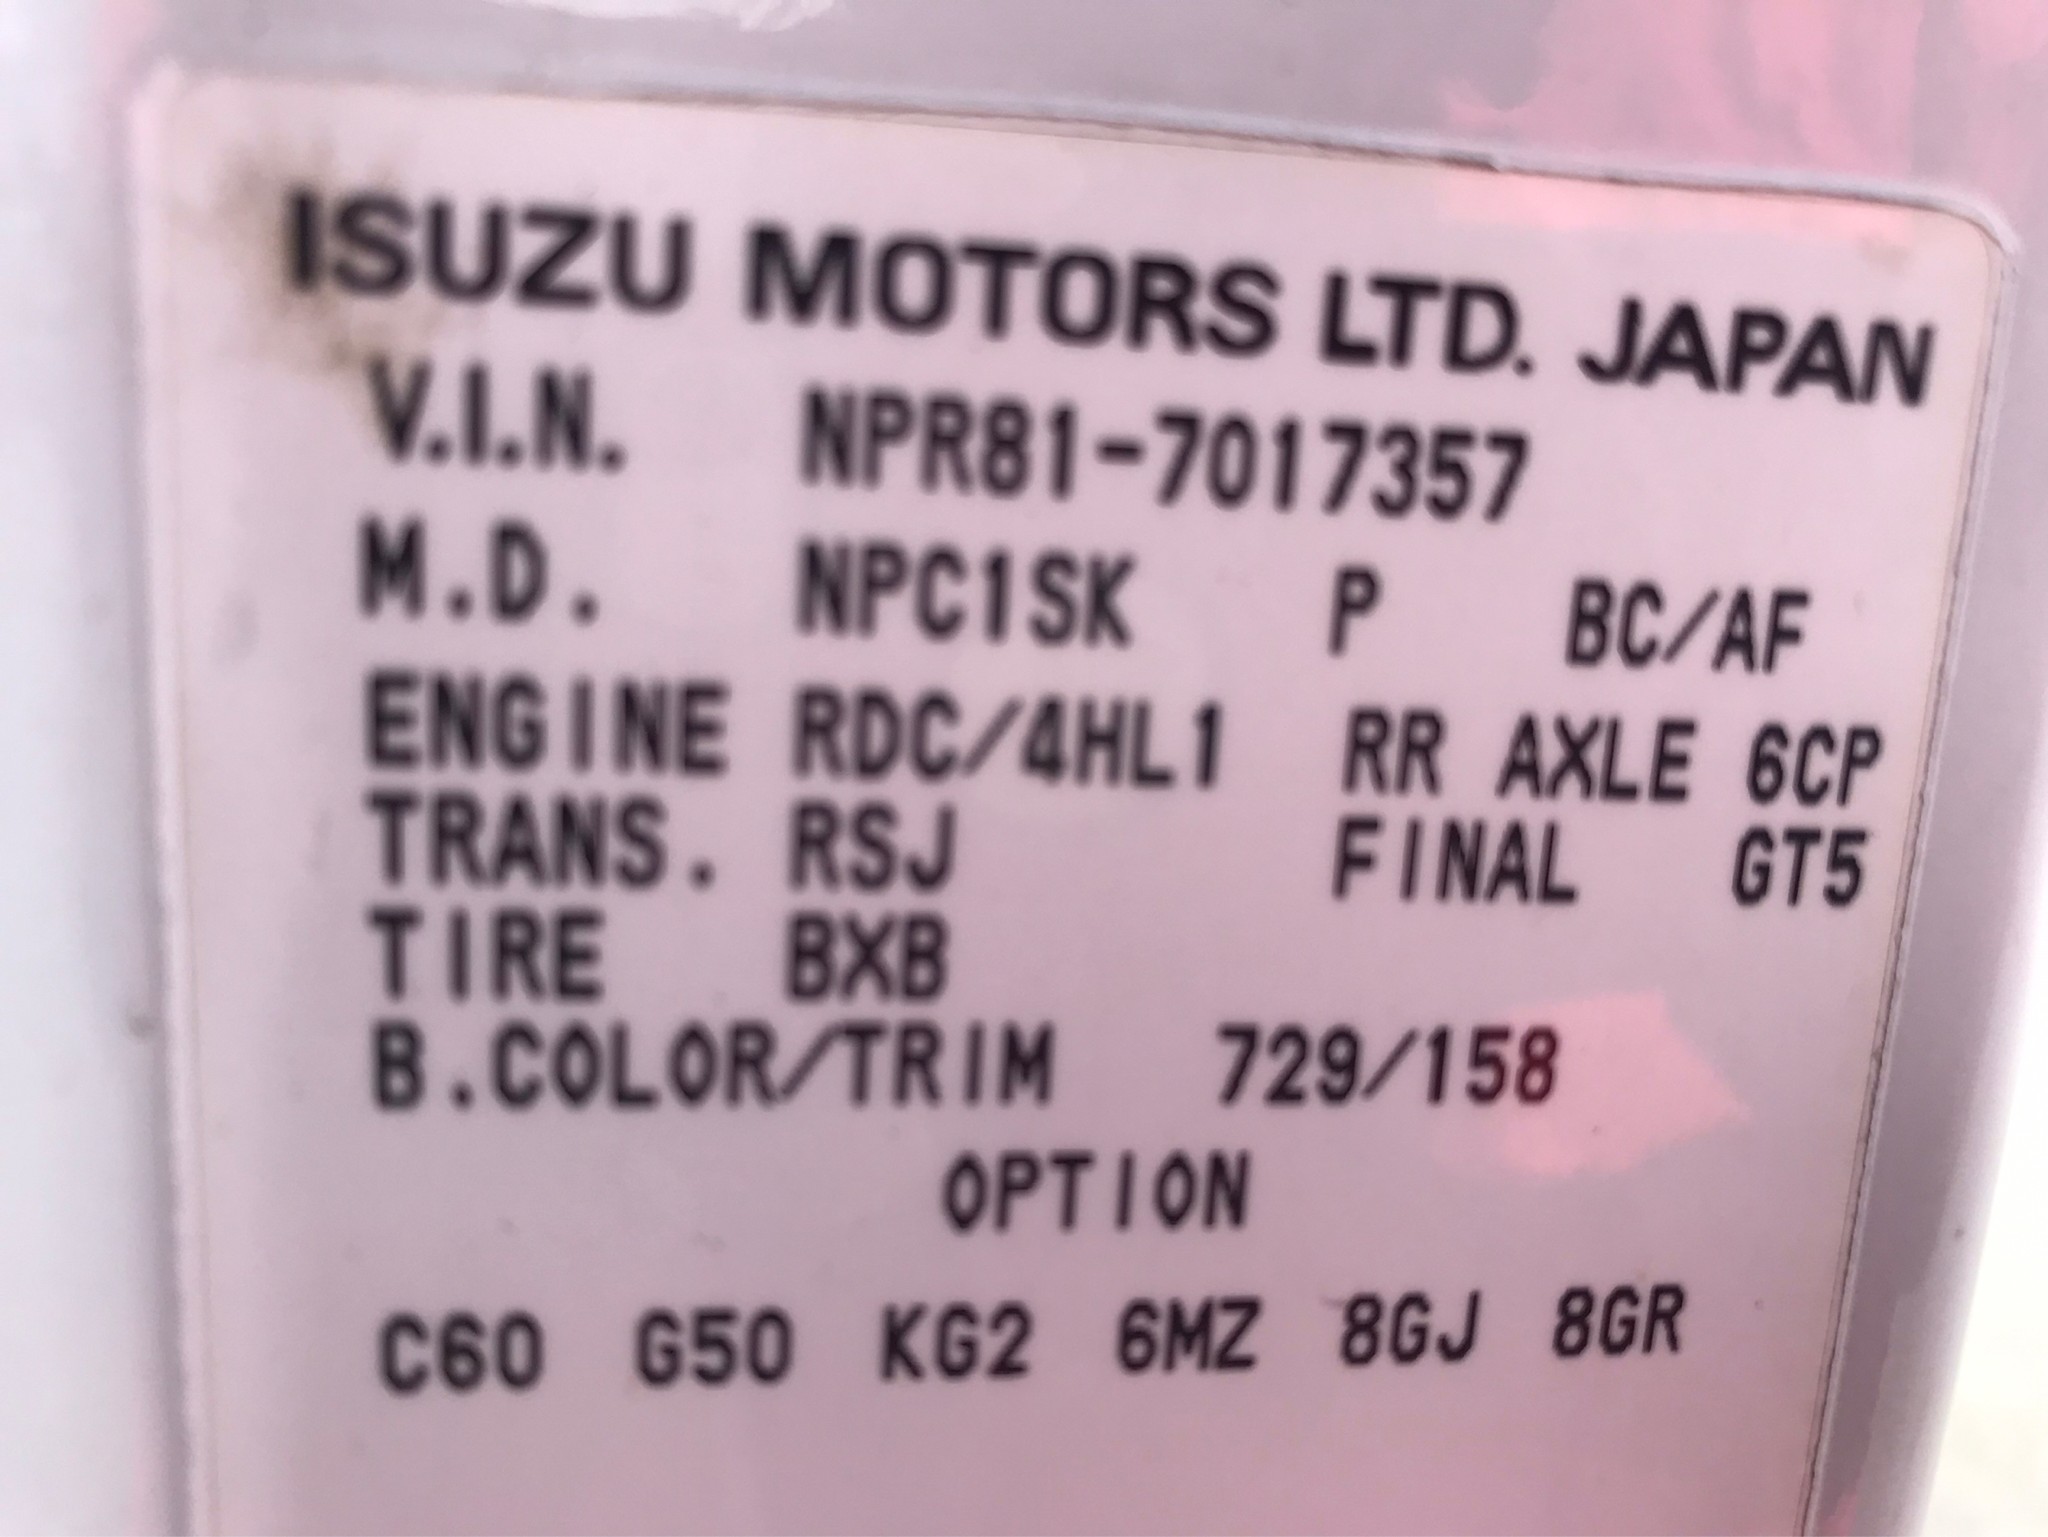 ISUZU MOTORS LTD. JAPAN
V.I.N. NPR81-7017357
M.D. NPC1SK P BC/AF
ENGINE RDC/4HL1 RR AXLE 6CP
TRANS. RSJ FINAL GT5
TIRE BXB
B.COLOR/TRIM 729/158
OPTION
C60 G50 KG2 6MZ 8GJ 8GR